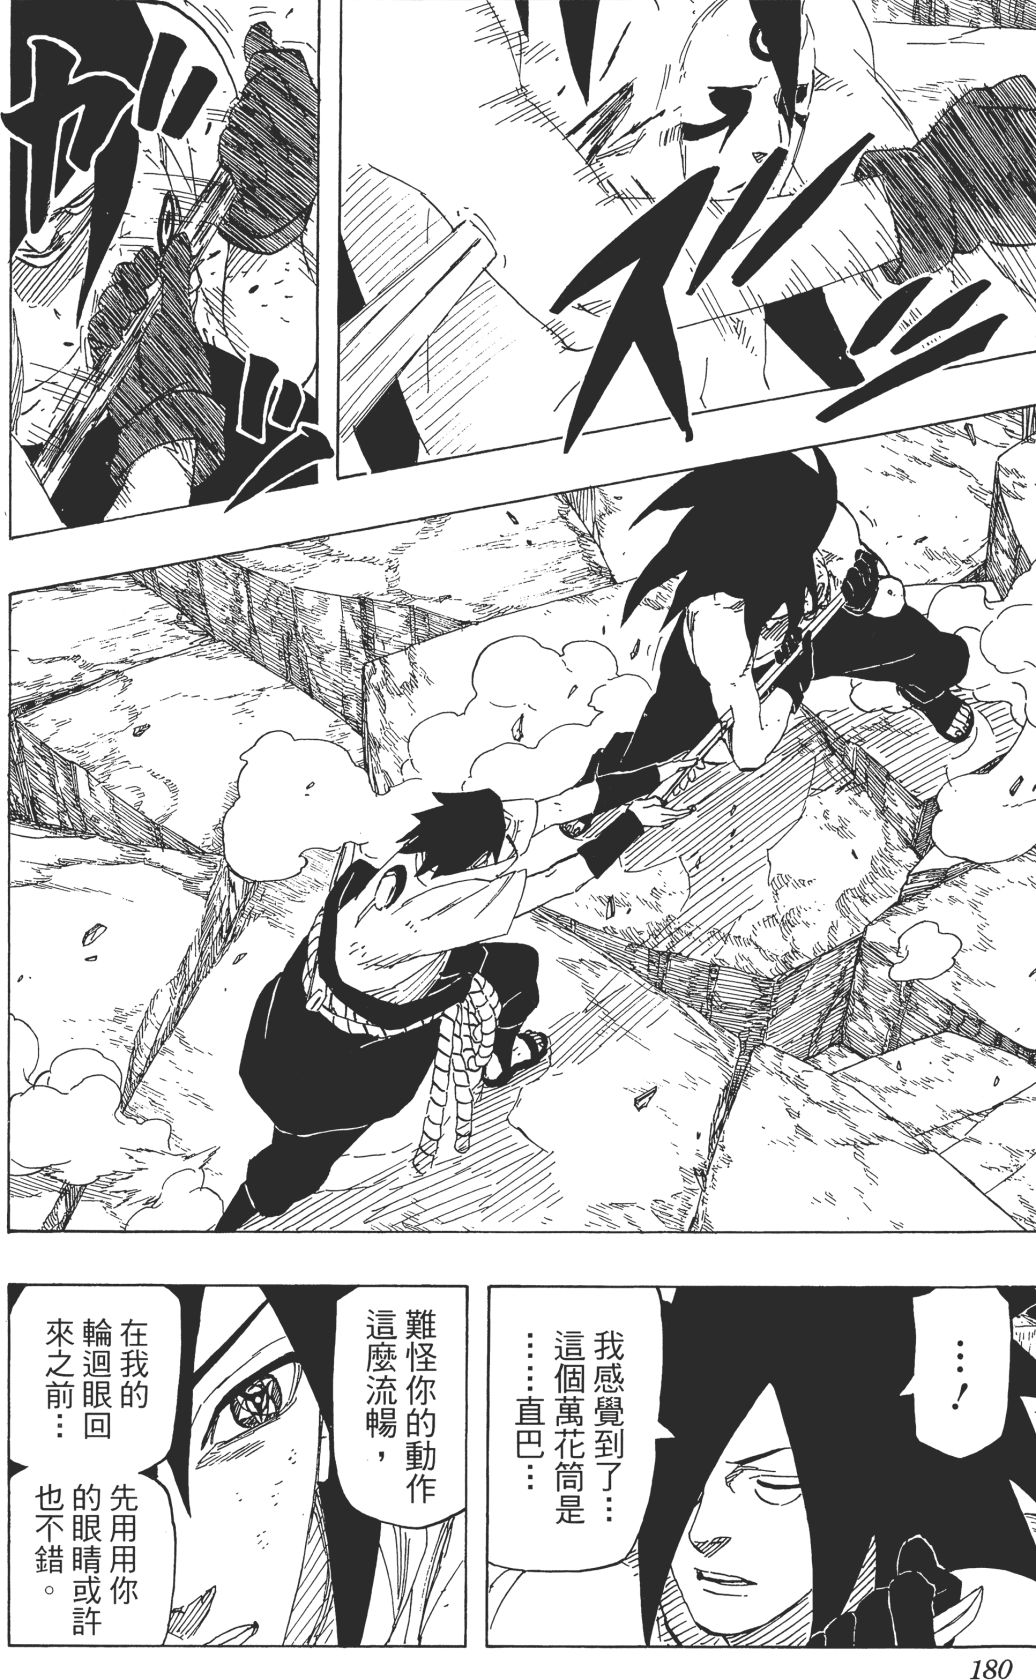 ズズッ
ガッ
…！
我感覺到了…
這個萬花筒是
……直巴…
難怪你的動作
這麼流暢，
在我的
輪迴眼回
來之前…
先用用你
的眼睛或許
也不錯。
180